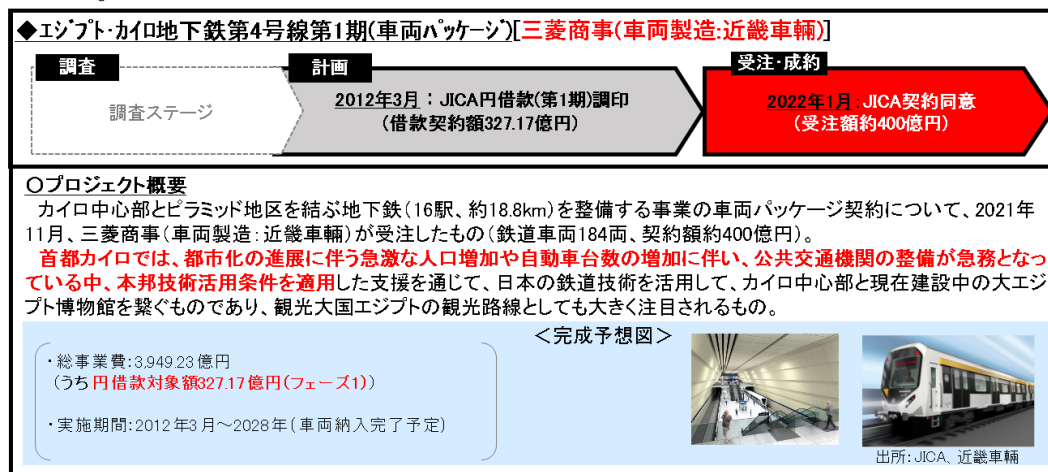 ◆エジプト・カイロ地下鉄第4号線第1期(車両パッケージ)[三菱商事(車両製造:近畿車輛)]
調査
計画
受注・成約
調査ステージ
2012年3月：JICA円借款(第1期)調印
(借款契約額327.17億円)
2022年1月:JICA契約同意
(受注額約400億円)
○プロジェクト概要
カイロ中心部とピラミッド地区を結ぶ地下鉄(16駅、約18.8km)を整備する事業の車両パッケージ契約について、2021年
11月、三菱商事(車両製造:近畿車輛)が受注したもの(鉄道車両184両、契約額約400億円)。
首都カイロでは、都市化の進展に伴う急激な人口増加や自動車台数の増加に伴い、公共交通機関の整備が急務となっ
ている中、本邦技術活用条件を適用した支援を通じて、日本の鉄道技術を活用して、カイロ中心部と現在建設中の大エジ
プト博物館を繋ぐものであり、観光大国エジプトの観光路線としても大きく注目されるもの。
＜完成予想図＞
・総事業費:3,949.23億円
(うち円借款対象額327.17億円(フェーズ1))
・実施期間:2012年3月～2028年(車両納入完了予定)
出所:JICA、近畿車輛